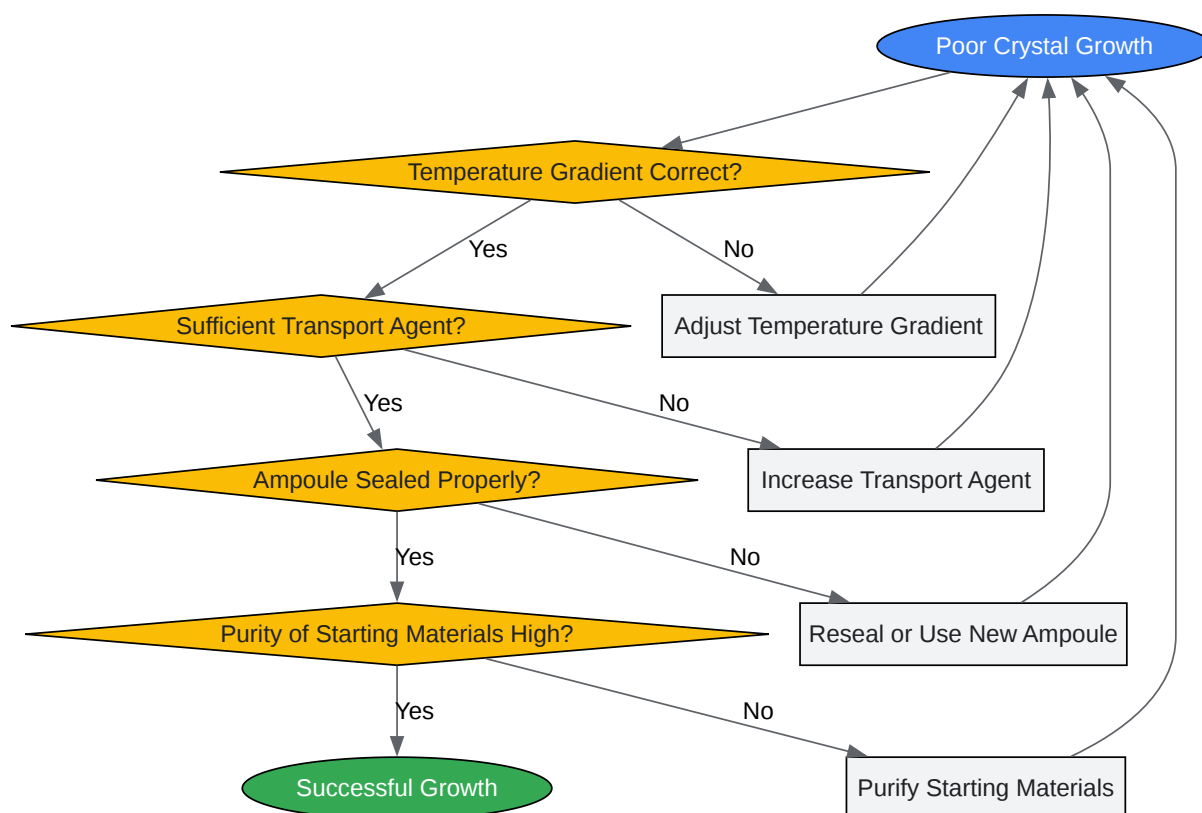 Poor Crystal Growth
Temperature Gradient Correct?
Yes
No
Sufficient Transport Agent?
Adjust Temperature Gradient
Yes
No
Ampoule Sealed Properly?
Increase Transport Agent
Yes
No
Purity of Starting Materials High?
Reseal or Use New Ampoule
Yes
No
Successful Growth
Purify Starting Materials